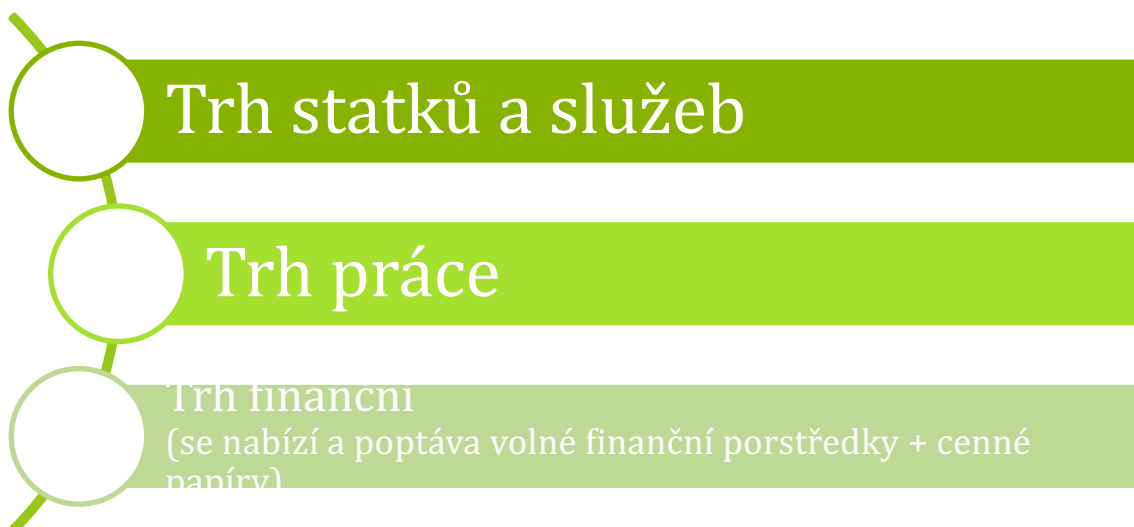 Trh statků a služeb
Trh práce
Trh finanční
(se nabízí a poptáva volné finanční porstředky + cenné
papíry)